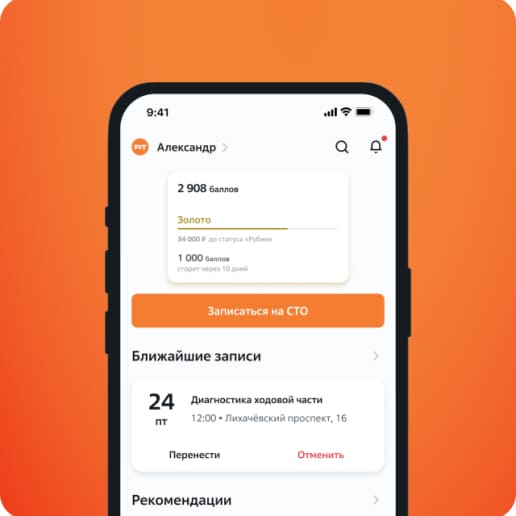 9:41
FIT
Александр
2 908 баллов
Золото
34 000 ₽ до статуса «Рубин»
1 000 баллов
сгорит через 10 дней
Записаться на СТО
Ближайшие записи
24
пт
Диагностика ходовой части
12:00 • Лихачёвский проспект, 16
Перенести
Отменить
Рекомендации